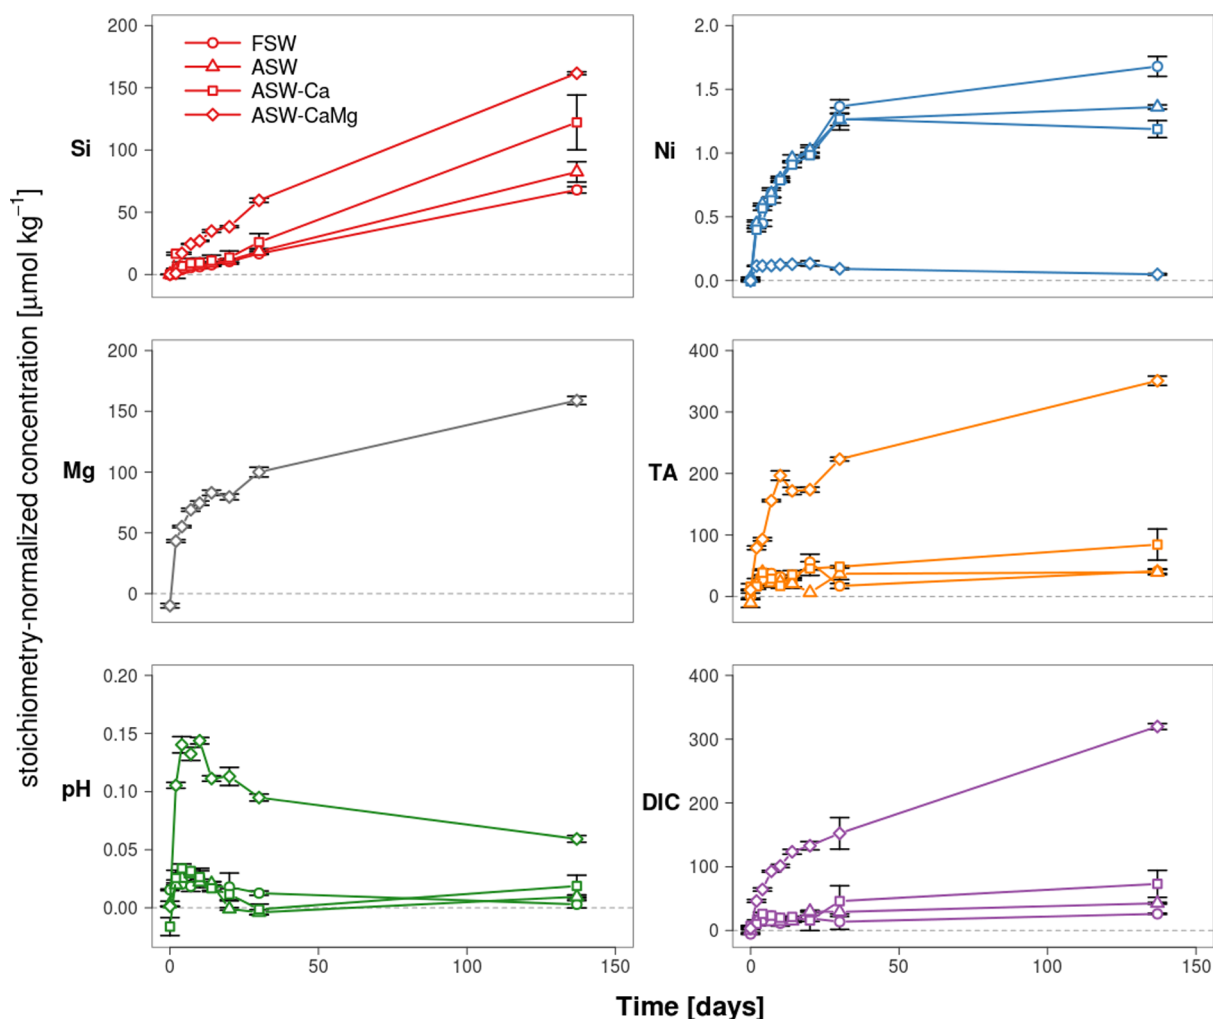 stoichiometry-normalized concentration [µmol kg⁻¹]
Si
200
150
100
50
0
FSW
ASW
ASW-Ca
ASW-CaMg
Ni
2.0
1.5
1.0
0.5
0.0
Mg
200
150
100
50
0
TA
400
300
200
100
0
pH
0.20
0.15
0.10
0.05
0.00
0 50 100 150
DIC
400
300
200
100
0
0 50 100 150
Time [days]